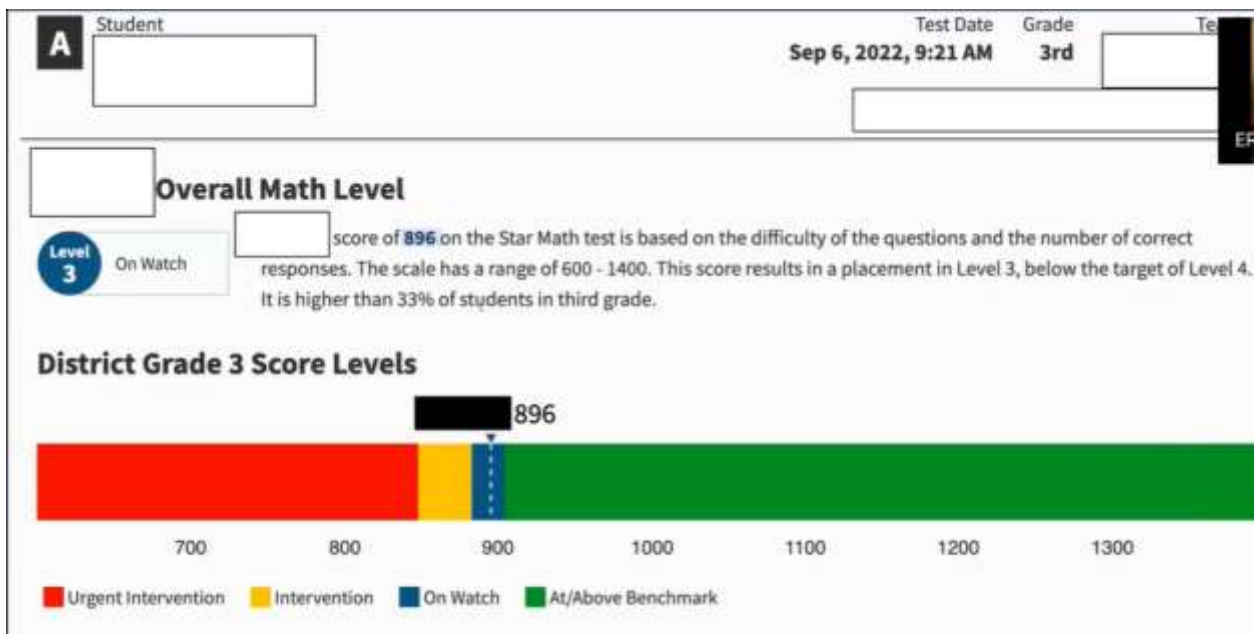 A
Student
Test Date Grade
Sep 6, 2022, 9:21 AM 3rd
Overall Math Level
Level
3
On Watch
score of 896 on the Star Math test is based on the difficulty of the questions and the number of correct
responses. The scale has a range of 600 - 1400. This score results in a placement in Level 3, below the target of Level 4.
It is higher than 33% of students in third grade.
District Grade 3 Score Levels
896
700 800 900 1000 1100 1200 1300
Urgent Intervention Intervention On Watch At/Above Benchmark